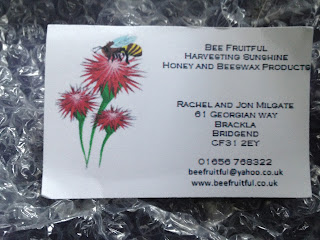 Bee Fruitful
Harvesting Sunshine
Honey and Beeswax Products
Rachel and Jon Milgate
61 Georgian way
Brackla
Bridgend
CF31 2EY
01656 768322
beefruitful@yahoo.co.uk
www.beefruitful.co.uk